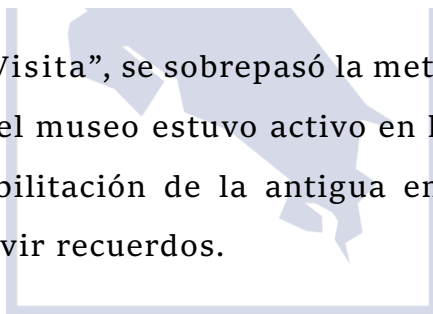 Visita”, se sobrepasó la met
el museo estuvo activo en l
bilitación de la antigua en
vir recuerdos.